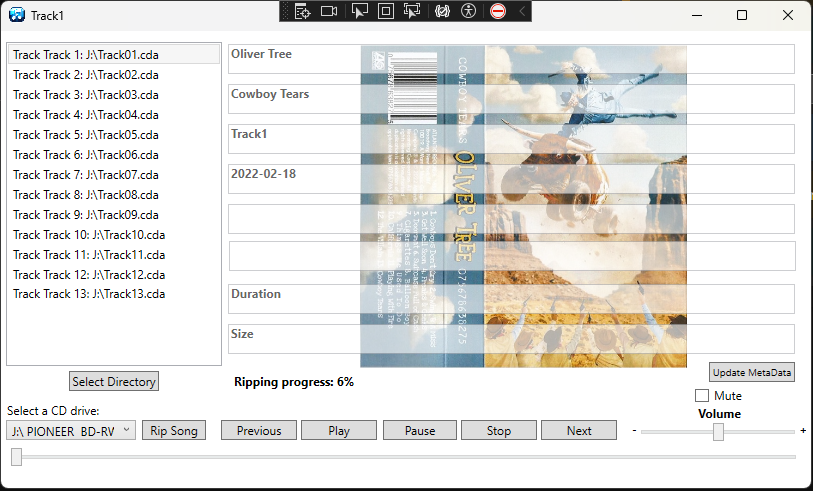 Track1
Track Track 1: J:\Track01.cda
Track Track 2: J:\Track02.cda
Track Track 3: J:\Track03.cda
Track Track 4: J:\Track04.cda
Track Track 5: J:\Track05.cda
Track Track 6: J:\Track06.cda
Track Track 7: J:\Track07.cda
Track Track 8: J:\Track08.cda
Track Track 9: J:\Track09.cda
Track Track 10: J:\Track10.cda
Track Track 11: J:\Track11.cda
Track Track 12: J:\Track12.cda
Track Track 13: J:\Track13.cda
Select Directory
Select a CD drive:
J:\ PIONEER BD-RW
Rip Song
Oliver Tree
Cowboy Tears
Track1
2022-02-18
Duration
Size
COWBOY TEARS OLIVER TREE
Ripping progress: 6%
Update MetaData
Mute
Volume
- +
Previous
Play
Pause
Stop
Next